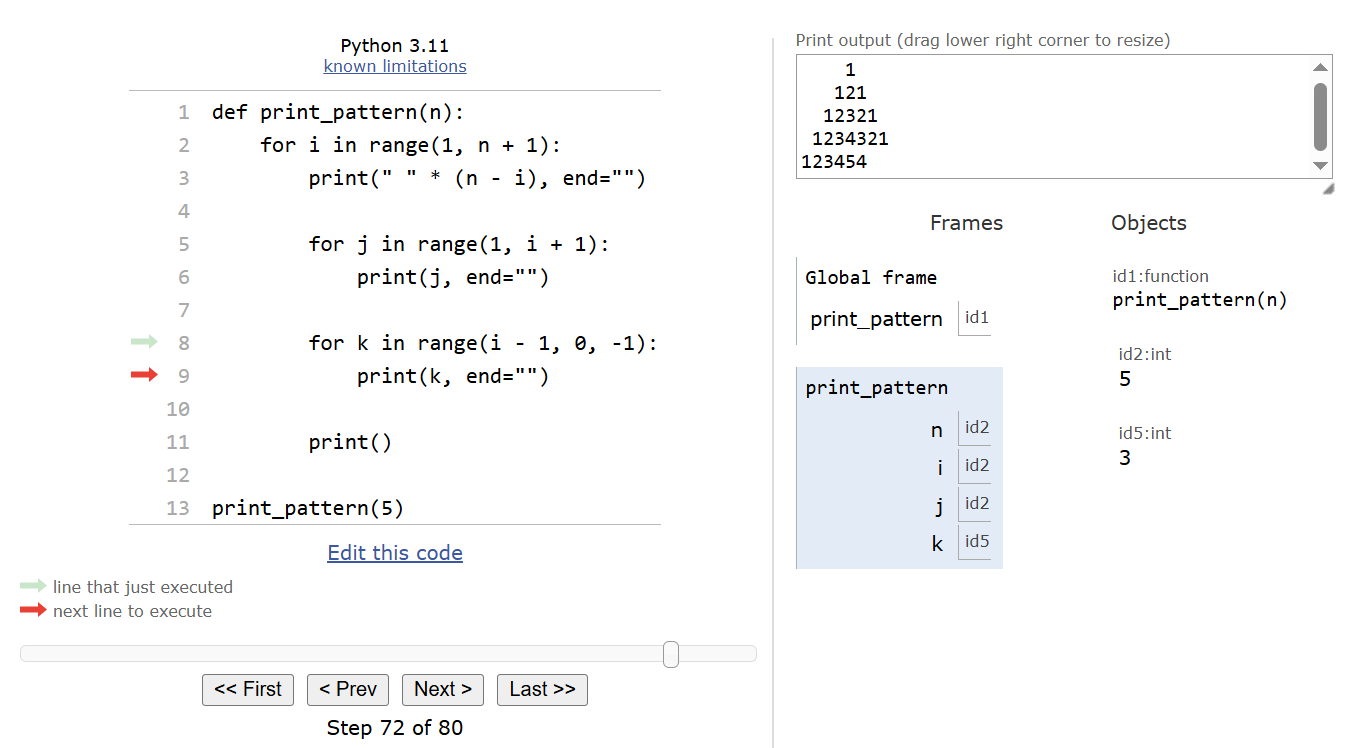 Python 3.11
known limitations
1 def print_pattern(n):
2     for i in range(1, n + 1):
3         print(" " * (n - i), end="")
4
5         for j in range(1, i + 1):
6             print(j, end="")
7
8         for k in range(i - 1, 0, -1):
9             print(k, end="")
10
11         print()
12
13 print_pattern(5)
Edit this code
line that just executed
next line to execute
<< First < Prev Next > Last >>
Step 72 of 80
Print output (drag lower right corner to resize)
    1
   121
  12321
 1234321
123454
Frames Objects
Global frame
print_pattern id1
id1:function
print_pattern(n)
id2:int
5
id5:int
3
print_pattern
n id2
i id2
j id2
k id5